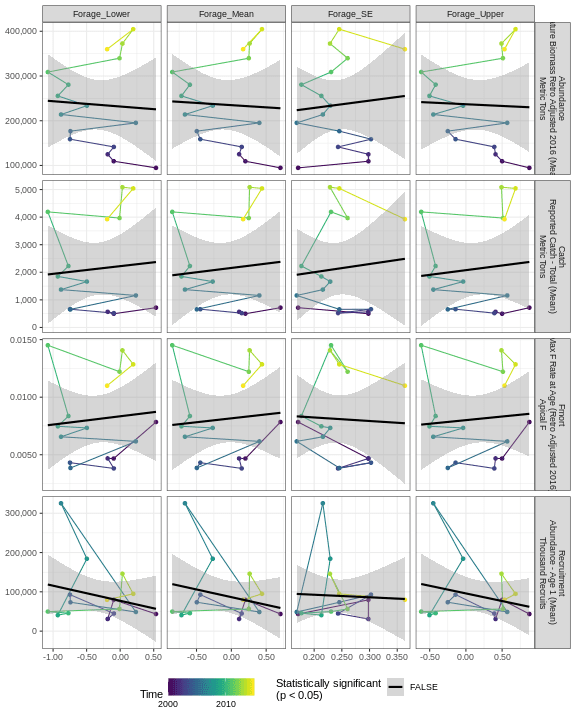 Forage_Lower Forage_Mean Forage_SE Forage_Upper
400,000
300,000
200,000
100,000
Abundance
Biomass Retro Adjusted 2016
Metric Tons
5,000
4,000
3,000
2,000
1,000
0
Catch
Reported Catch - Total (Mean)
Metric Tons
0.0150
0.0100
0.0050
Fmort
F Rate at Age (Retro Adjusted 2016
Apical F
300,000
200,000
100,000
0
Recruitment
Abundance - Age 1 (Mean)
Thousand Recruits
-1.00 -0.50 0.00 0.50 -0.50 0.00 0.50 0.200 0.250 0.300 0.350 -0.50 0.00 0.50
Time
2000 2010
Statistically significant
(p < 0.05)
FALSE